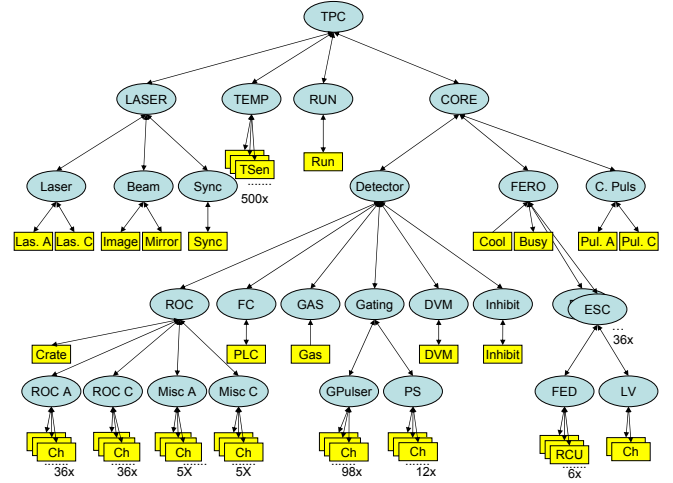 TPC
LASER TEMP RUN CORE
TSen
Run
500x
Laser Beam Sync Detector FERO C. Puls
Las. A Las. C Image Mirror Sync Cool Busy Pul. A Pul. C
ROC FC GAS Gating DVM Inhibit ESC
...
36x
Crate PLC Gas DVM Inhibit
ROC A ROC C Misc A Misc C GPulser PS FED LV
Ch Ch Ch Ch Ch Ch RCU Ch
36x 36x 5X 5X 98x 12x 6x